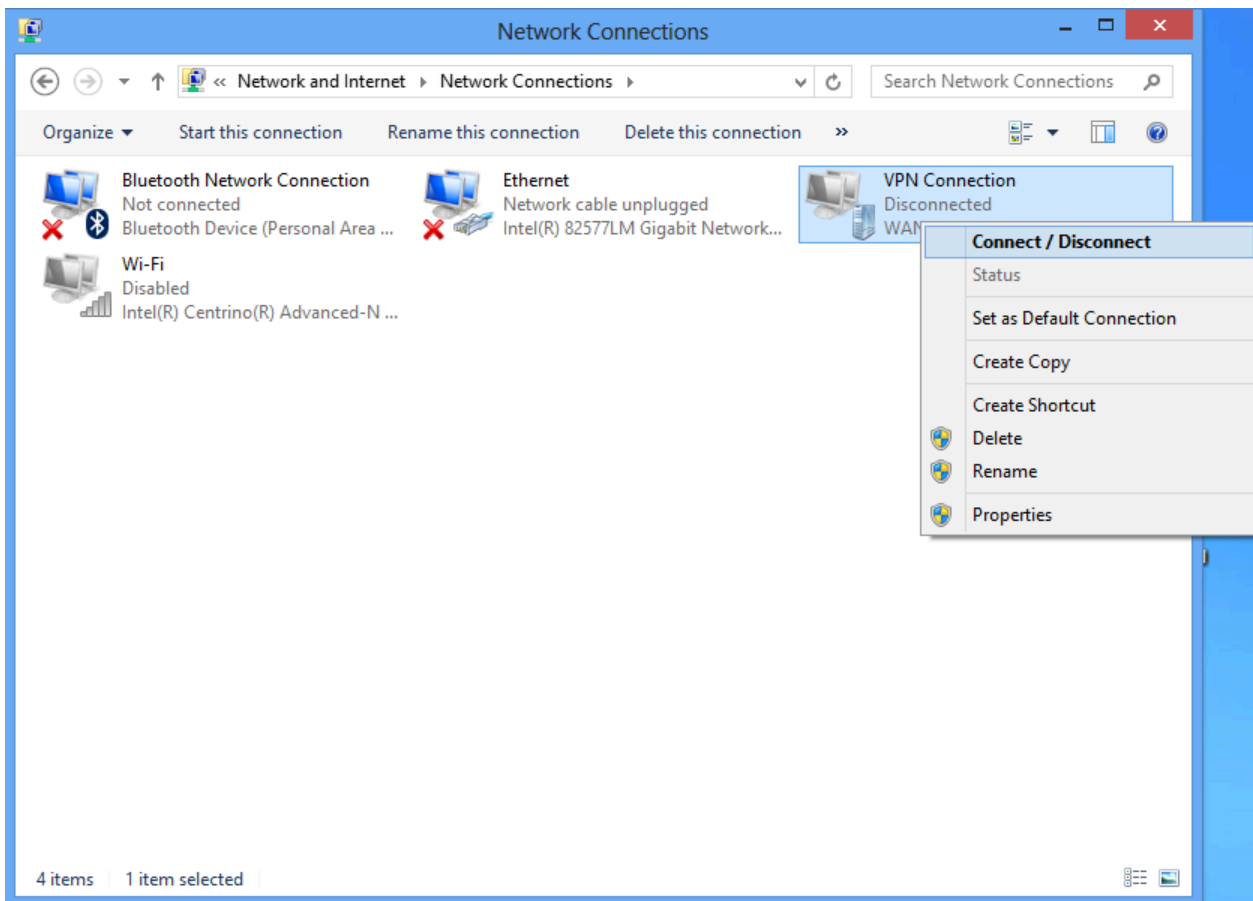 Network Connections
« Network and Internet Network Connections
Search Network Connections
Organize Start this connection Rename this connection Delete this connection »
Bluetooth Network Connection
Not connected
Bluetooth Device (Personal Area ...
Ethernet
Network cable unplugged
Intel(R) 82577LM Gigabit Network...
VPN Connection
Disconnected
WAN
Wi-Fi
Disabled
Intel(R) Centrino(R) Advanced-N ...
Connect / Disconnect
Status
Set as Default Connection
Create Copy
Create Shortcut
Delete
Rename
Properties
4 items 1 item selected